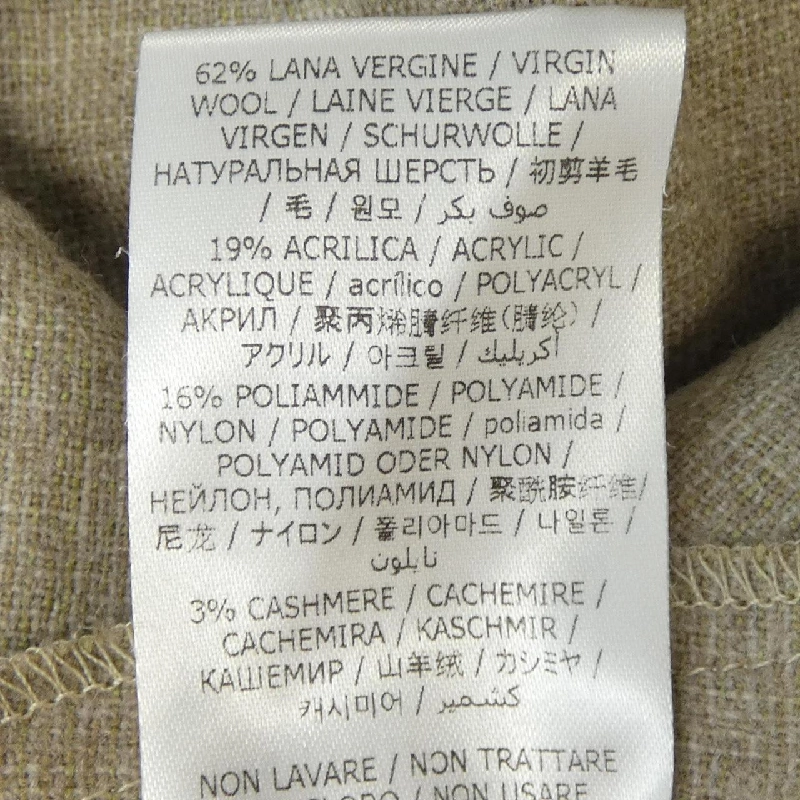 62% LANA VERGINE / VIRGIN
WOOL / LAINE VIERGE / LANA
VIRGEN / SCHURWOLLE /
НАТУРАЛЬНАЯ ШЕРСТЬ / 初剪羊毛
/ 毛 / 원모 / صوف بكر
19% ACRILICA / ACRYLIC /
ACRYLIQUE / acrílico / POLYACRYL /
АКРИЛ / 聚丙烯腈纤维(腈纶) /
アクリル / 아크릴 / أكريليك
16% POLIAMMIDE / POLYAMIDE /
NYLON / POLYAMIDE / poliamida /
POLYAMID ODER NYLON /
НЕЙЛОН, ПОЛИАМИД / 聚酰胺纤维/
尼龙 / ナイロン / 폴리아마드 / 나일론 /
نايلون
3% CASHMERE / CACHEMIRE /
CACHEMIRA / KASCHMIR /
КАШЕМИР / 山羊绒 / カシミヤ /
캐시미어 / كشمير
NON LAVARE / NON TRATTARE
CLORO / NON USARE